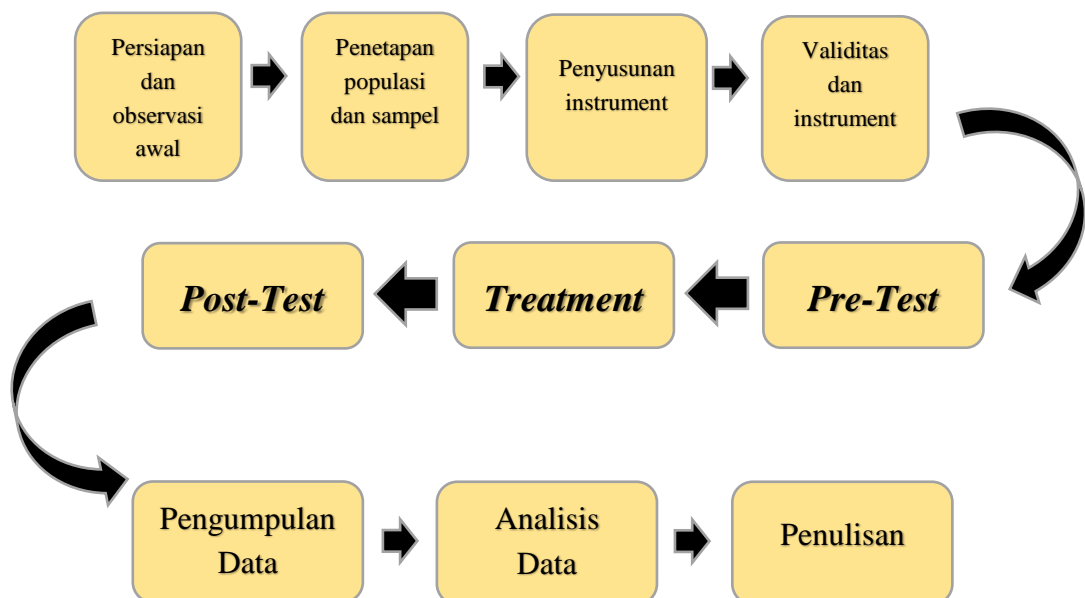 Persiapan
dan
observasi
awal
Penetapan
populasi
dan sampel
Penyusunan
instrument
Validitas
dan
instrument
Pre-Test
Treatment
Post-Test
Pengumpulan
Data
Analisis
Data
Penulisan